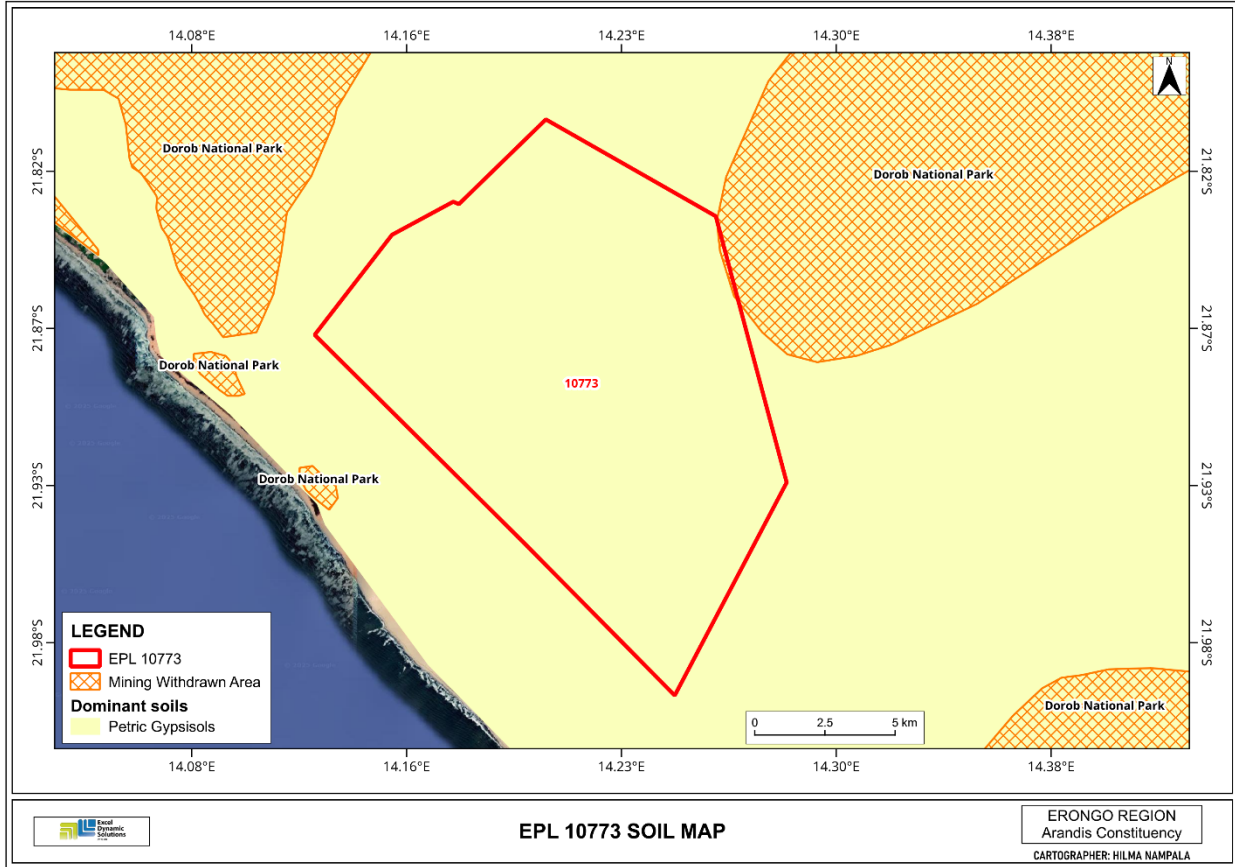 14.08°E
14.16°E
14.23°E
14.30°E
14.38°E
N
Dorob National Park
Dorob National Park
21.82°S
21.82°S
21.87°S
21.87°S
Dorob National Park
10773
Dorob National Park
21.93°S
21.93°S
21.98°S
21.98°S
LEGEND
EPL 10773
Mining Withdrawn Area
Dominant soils
Petric Gypsisols
Dorob National Park
0 2.5 5 km
14.08°E
14.16°E
14.23°E
14.30°E
14.38°E
Excel
Dynamic
Solutions
EPL 10773 SOIL MAP
ERONGO REGION
Arandis Constituency
CARTOGRAPHER: HILMA NAMPALA